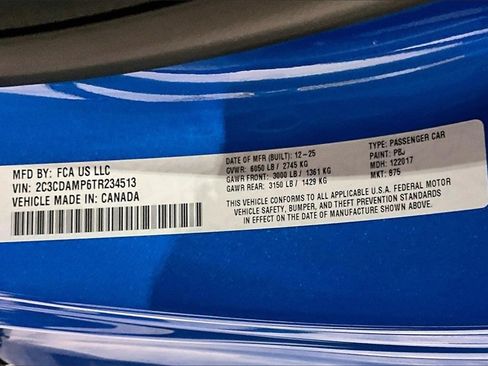 MFD BY: FCA US LLC
VIN: 2C3CDAMP6TR234513
VEHICLE MADE IN: CANADA
DATE OF MFR (BUILT): 12-25
GVWR: 6050 LB / 2745 KG
GAWR FRONT: 3000 LB / 1361 KG
GAWR REAR: 3150 LB / 1429 KG
TYPE: PASSENGER CAR
PAINT: PBJ
MDH: 122017
MKT: 975
THIS VEHICLE CONFORMS TO ALL APPLICABLE U.S.A. FEDERAL MOTOR
VEHICLE SAFETY, BUMPER, AND THEFT PREVENTION STANDARDS
IN EFFECT ON THE DATE OF MANUFACTURE SHOWN ABOVE.